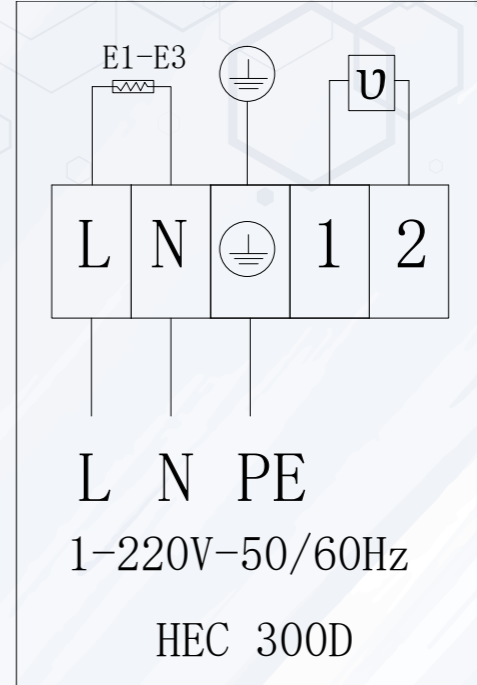 E1-E3
υ
L N 1 2
L N PE
1-220V-50/60Hz
HEC 300D